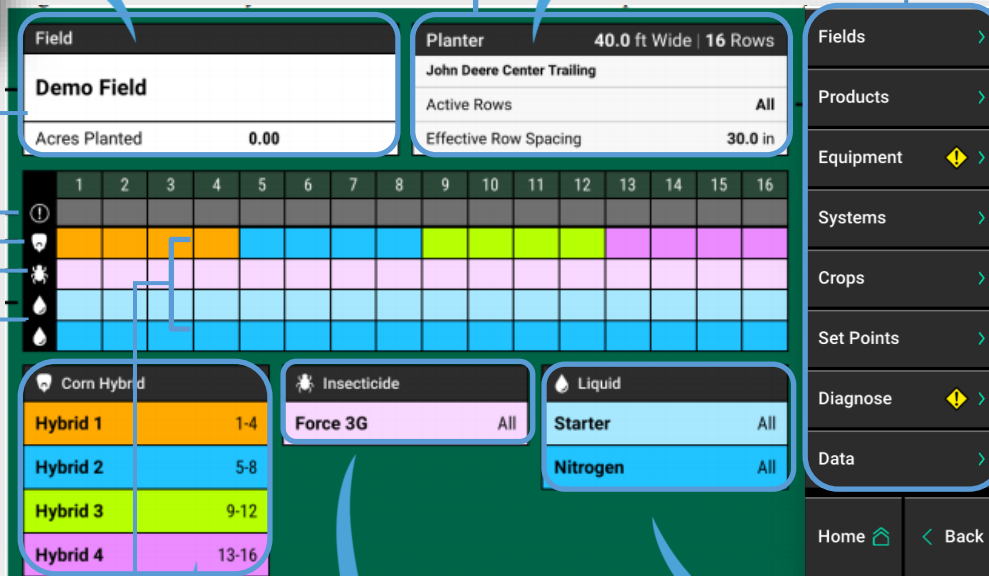 Field
Demo Field
Acres Planted 0.00
Planter 40.0 ft Wide | 16 Rows
John Deere Center Trailing
Active Rows All
Effective Row Spacing 30.0 in
1 2 3 4 5 6 7 8 9 10 11 12 13 14 15 16
Corn Hybrid
Hybrid 1 1-4
Hybrid 2 5-8
Hybrid 3 9-12
Hybrid 4 13-16
Insecticide
Force 3G All
Liquid
Starter All
Nitrogen All
Fields
Products
Equipment
Systems
Crops
Set Points
Diagnose
Data
Home
Back